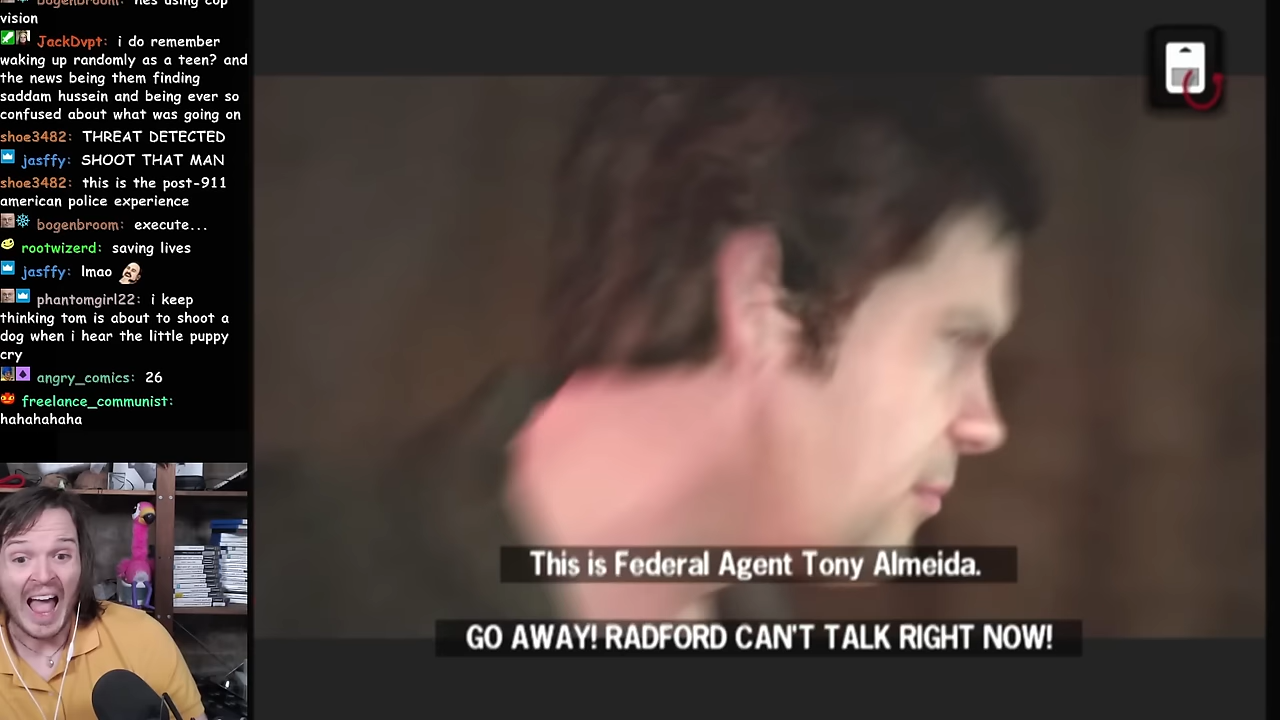 bogenbroom: hes using cop
vision
JackDvpt: i do remember
waking up randomly as a teen? and
the news being them finding
saddam hussein and being ever so
confused about what was going on
shoe3482: THREAT DETECTED
jasffy: SHOOT THAT MAN
shoe3482: this is the post-911
american police experience
bogenbroom: execute...
rootwizerd: saving lives
jasffy: lmao
phantomgirl22: i keep
thinking tom is about to shoot a
dog when i hear the little puppy
cry
angry_comics: 26
freelance_communist:
hahahahaha
This is Federal Agent Tony Almeida.
GO AWAY! RADFORD CAN'T TALK RIGHT NOW!